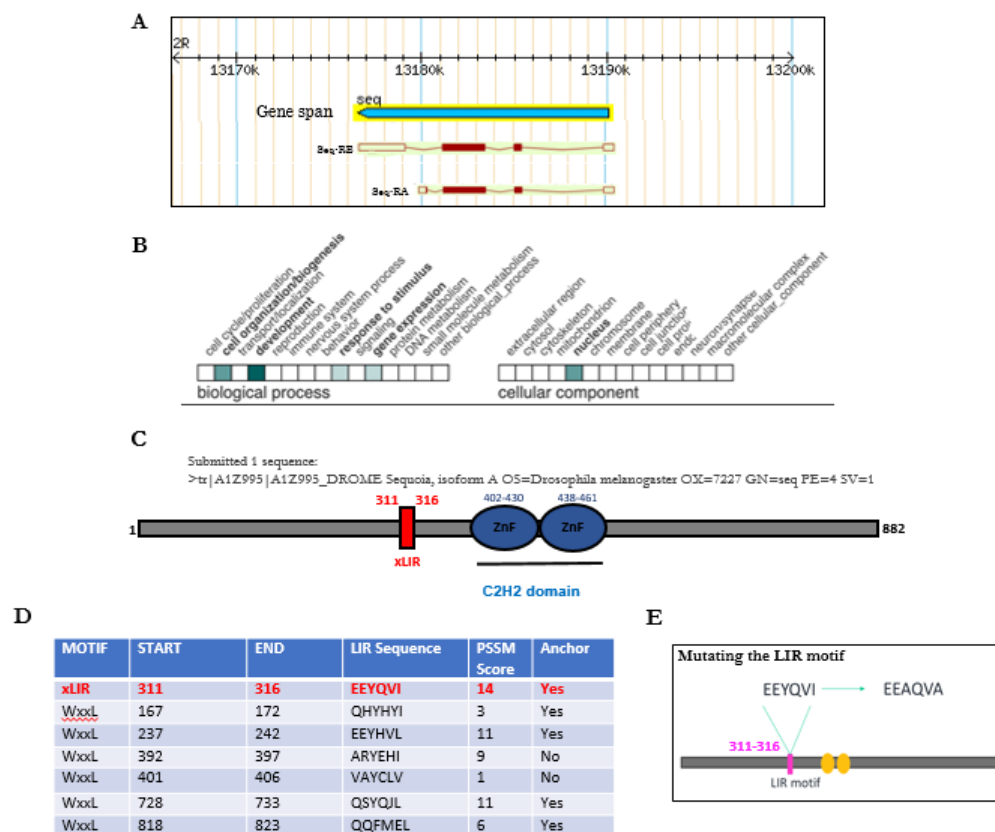 A
2R
13170k 13180k 13190k 13200k
seq
Gene span
Seq-RB
Seq-RA
B
cell cycle/proliferation
cell organization/biogenesis
transport/localization
development
reproduction
immune system
nervous system process
behavior
response to stimulus
signaling
gene expression
protein metabolism
DNA metabolism
small molecule metabolism
other biological_process
biological process
extracellular region
cytosol
cytoskeleton
mitochondrion
nucleus
chromosome
membrane
cell periphery
cell junction
cell proj
endc
neuron/synapse
macromolecular complex
other cellular_component
cellular component
C
Submitted 1 sequence:
>tr|A1Z995|A1Z995_DROME Sequoia, isoform A OS=Drosophila melanogaster OX=7227 GN=seq PE=4 SV=1
311 316 402-430 438-461
1 ZnF ZnF 882
xLIR
C2H2 domain
D
MOTIF START END LIR Sequence PSSM Score Anchor
xLIR 311 316 EEYQVI 14 Yes
WxxL 167 172 QHYHYI 3 Yes
WxxL 237 242 EEYHVL 11 Yes
WxxL 392 397 ARYEHI 9 No
WxxL 401 406 VAYCLV 1 No
WxxL 728 733 QSYQJL 11 Yes
WxxL 818 823 QQFMEL 6 Yes
E
Mutating the LIR motif
EEYQVI EEAQVA
311-316
LIR motif